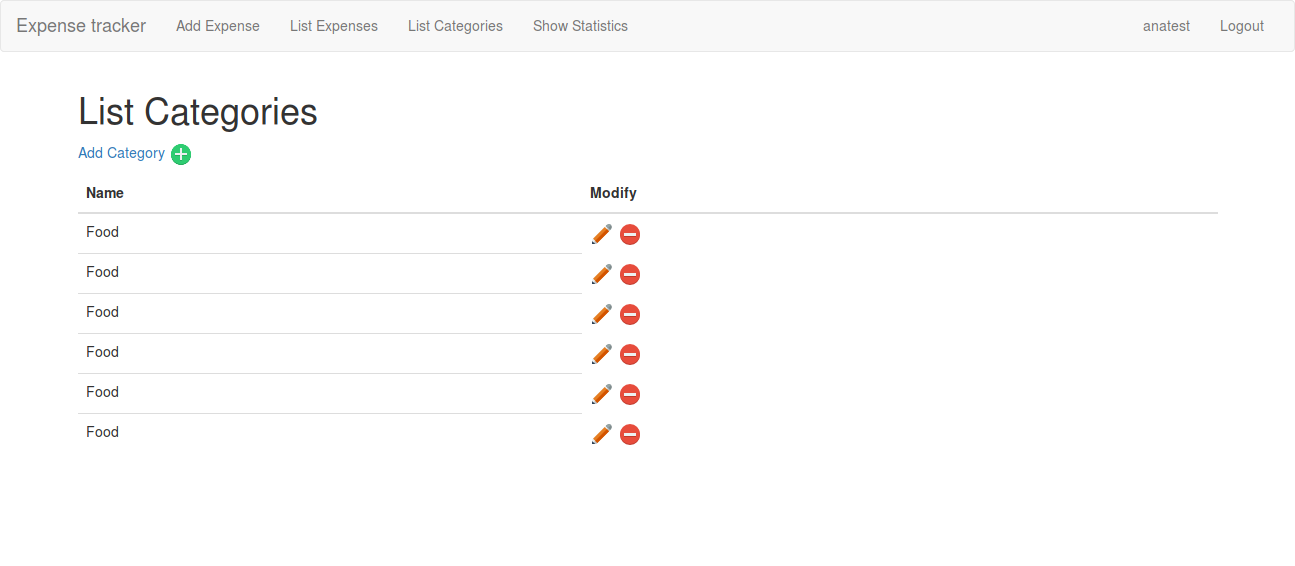 Expense tracker Add Expense List Expenses List Categories Show Statistics anatest Logout
List Categories
Add Category
Name Modify
Food
Food
Food
Food
Food
Food